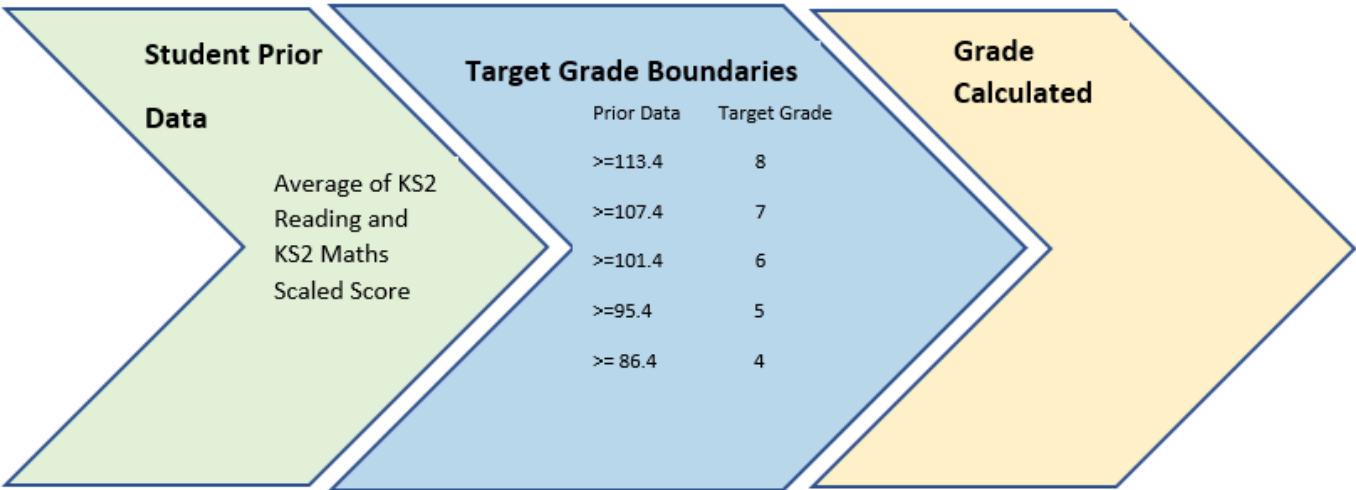 Student Prior
Data
Average of KS2
Reading and
KS2 Maths
Scaled Score
Target Grade Boundaries
Prior Data Target Grade
>=113.4 8
>=107.4 7
>=101.4 6
>=95.4 5
>= 86.4 4
Grade
Calculated